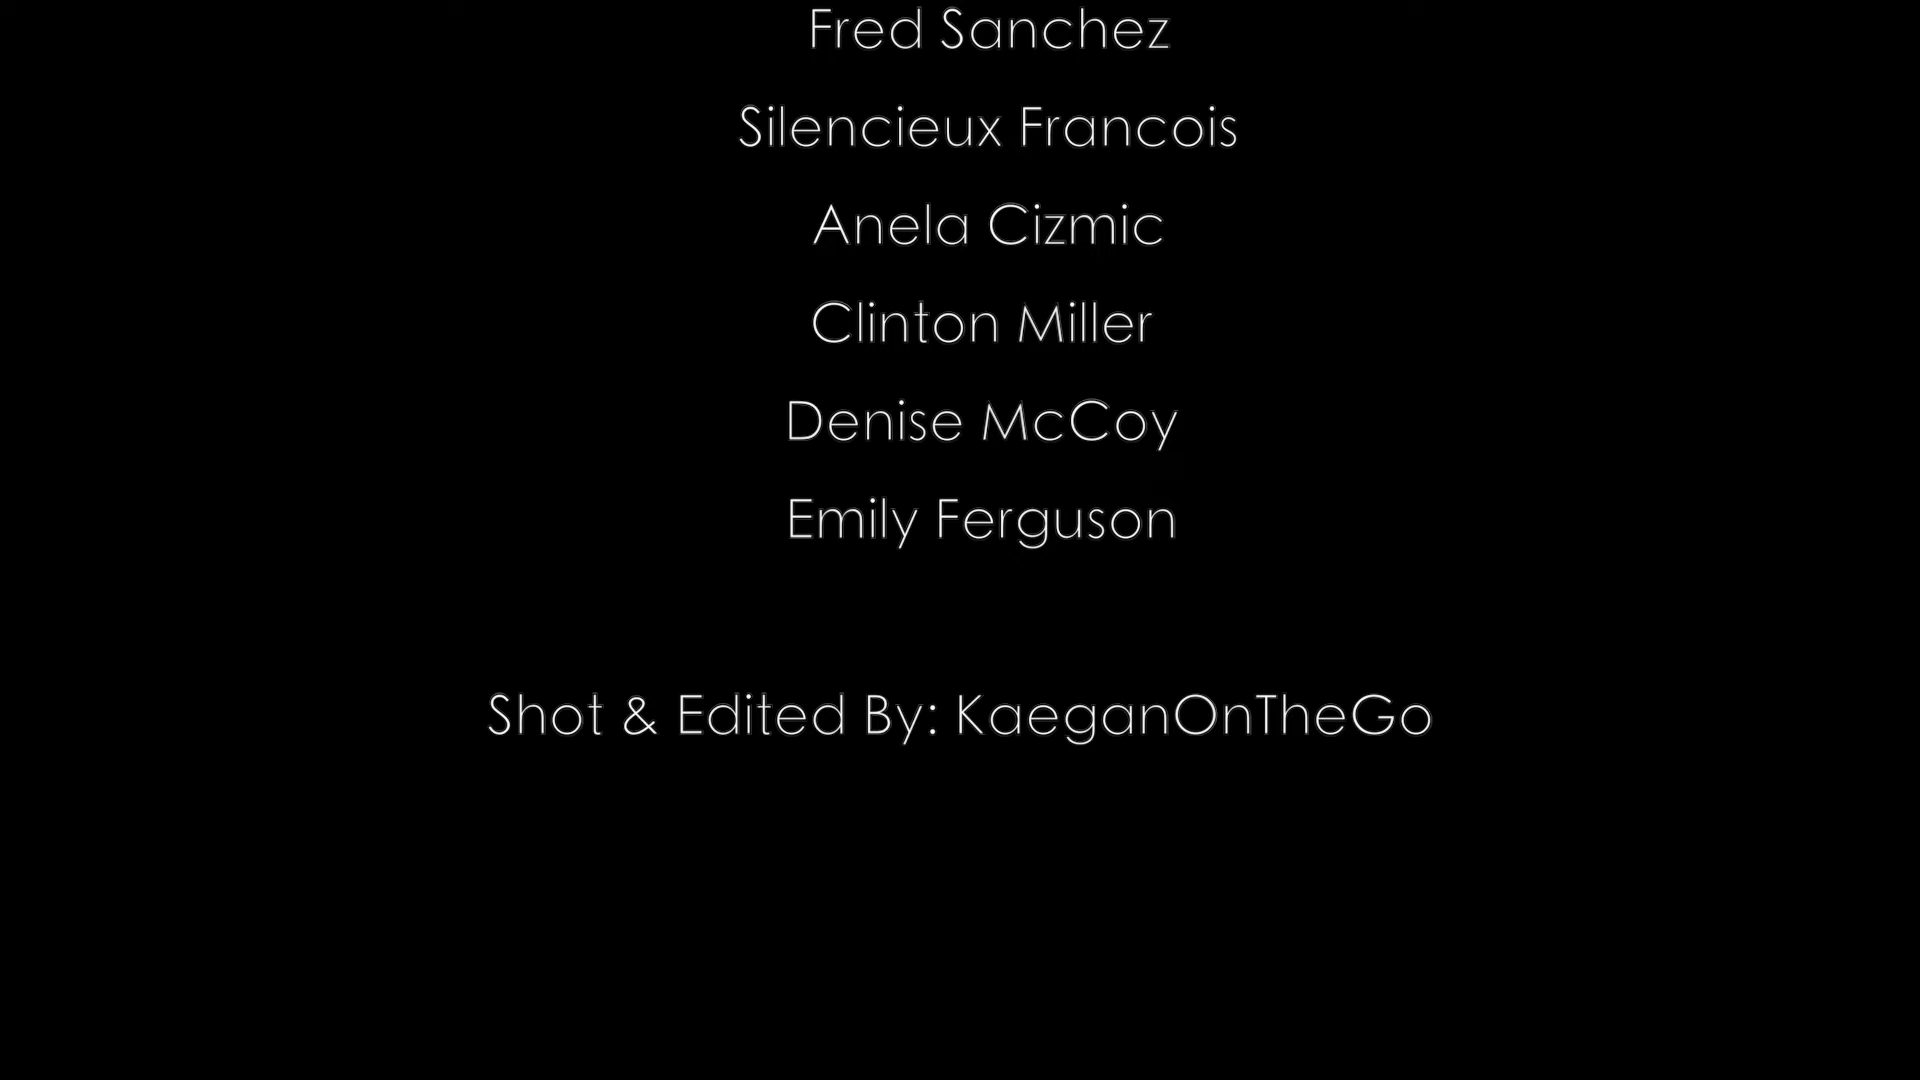 Fred Sanchez
Silencieux Francois
Anela Cizmic
Clinton Miller
Denise McCoy
Emily Ferguson
Shot & Edited By: KaeganOnTheGo